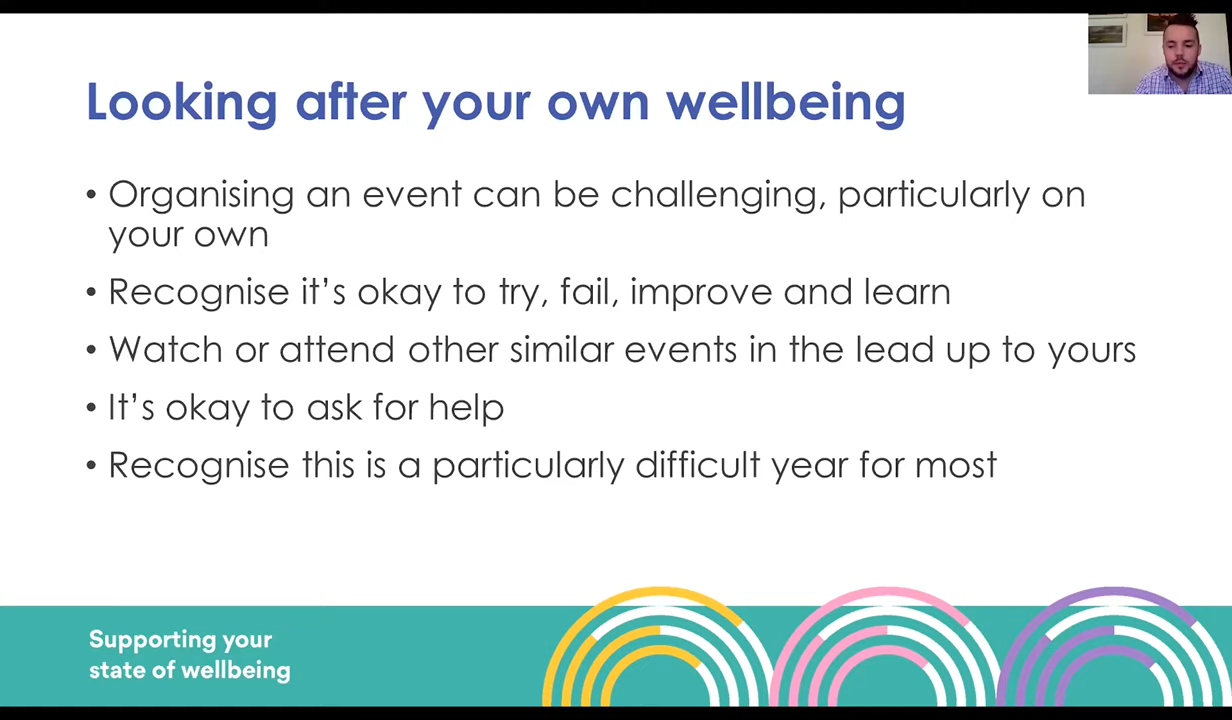 Looking after your own wellbeing
• Organising an event can be challenging, particularly on
your own
• Recognise it’s okay to try, fail, improve and learn
• Watch or attend other similar events in the lead up to yours
• It’s okay to ask for help
• Recognise this is a particularly difficult year for most
Supporting your
state of wellbeing